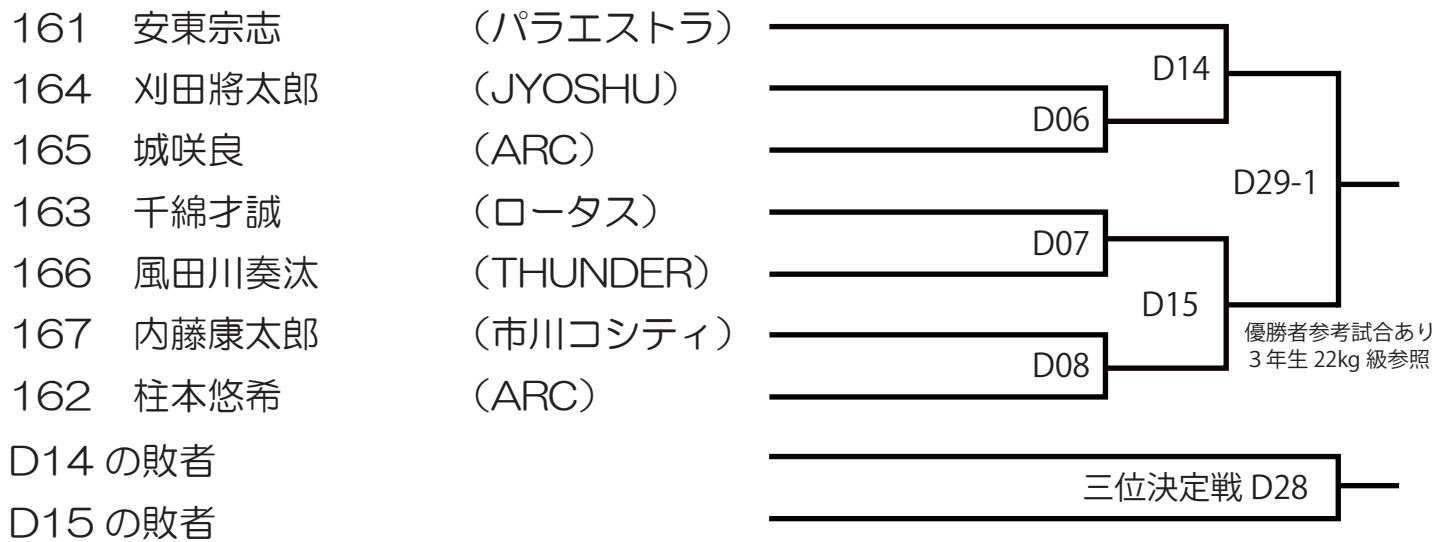 161 安東宗志 （パラエストラ）
D14
164 刈田將太郎 （JYOSHU）
D06
165 城咲良 （ARC）
D29-1
163 千綿才誠 （ロータス）
D07
166 風田川奏汰 （THUNDER）
D15
167 内藤康太郎 （市川コシティ）
優勝者参考試合あり
３年生 22kg 級参照
D08
162 柱本悠希 （ARC）
D14 の敗者
三位決定戦 D28
D15 の敗者